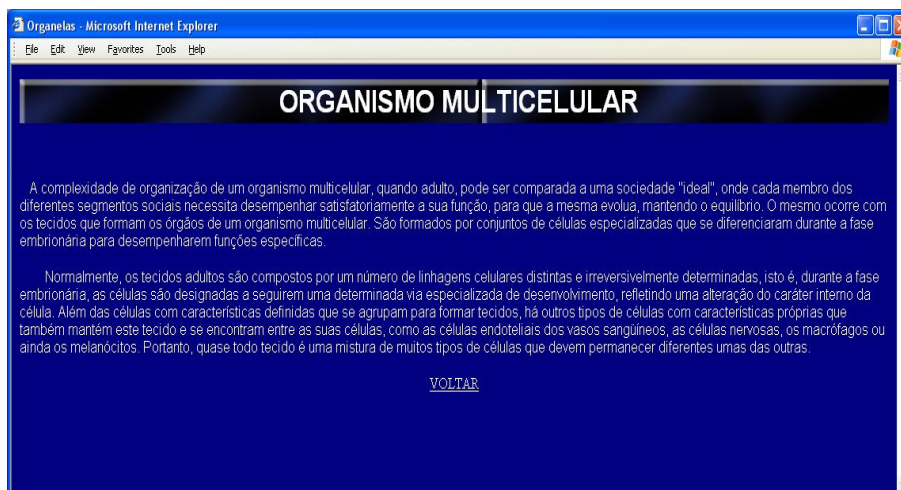 Organelas - Microsoft Internet Explorer
File Edit View Favorites Tools Help
ORGANISMO MULTICELULAR
A complexidade de organização de um organismo multicelular, quando adulto, pode ser comparada a uma sociedade "ideal", onde cada membro dos
diferentes segmentos sociais necessita desempenhar satisfatoriamente a sua função, para que a mesma evolua, mantendo o equilíbrio. O mesmo ocorre com
os tecidos que formam os órgãos de um organismo multicelular. São formados por conjuntos de células especializadas que se diferenciaram durante a fase
embrionária para desempenharem funções específicas.
Normalmente, os tecidos adultos são compostos por um número de linhagens celulares distintas e irreversivelmente determinadas, isto é, durante a fase
embrionária, as células são designadas a seguirem uma determinada via especializada de desenvolvimento, refletindo uma alteração do caráter interno da
célula. Além das células com características definidas que se agrupam para formar tecidos, há outros tipos de células com características próprias que
também mantém este tecido e se encontram entre as suas células, como as células endoteliais dos vasos sangüíneos, as células nervosas, os macrófagos ou
ainda os melanócitos. Portanto, quase todo tecido é uma mistura de muitos tipos de células que devem permanecer diferentes umas das outras.
VOLTAR